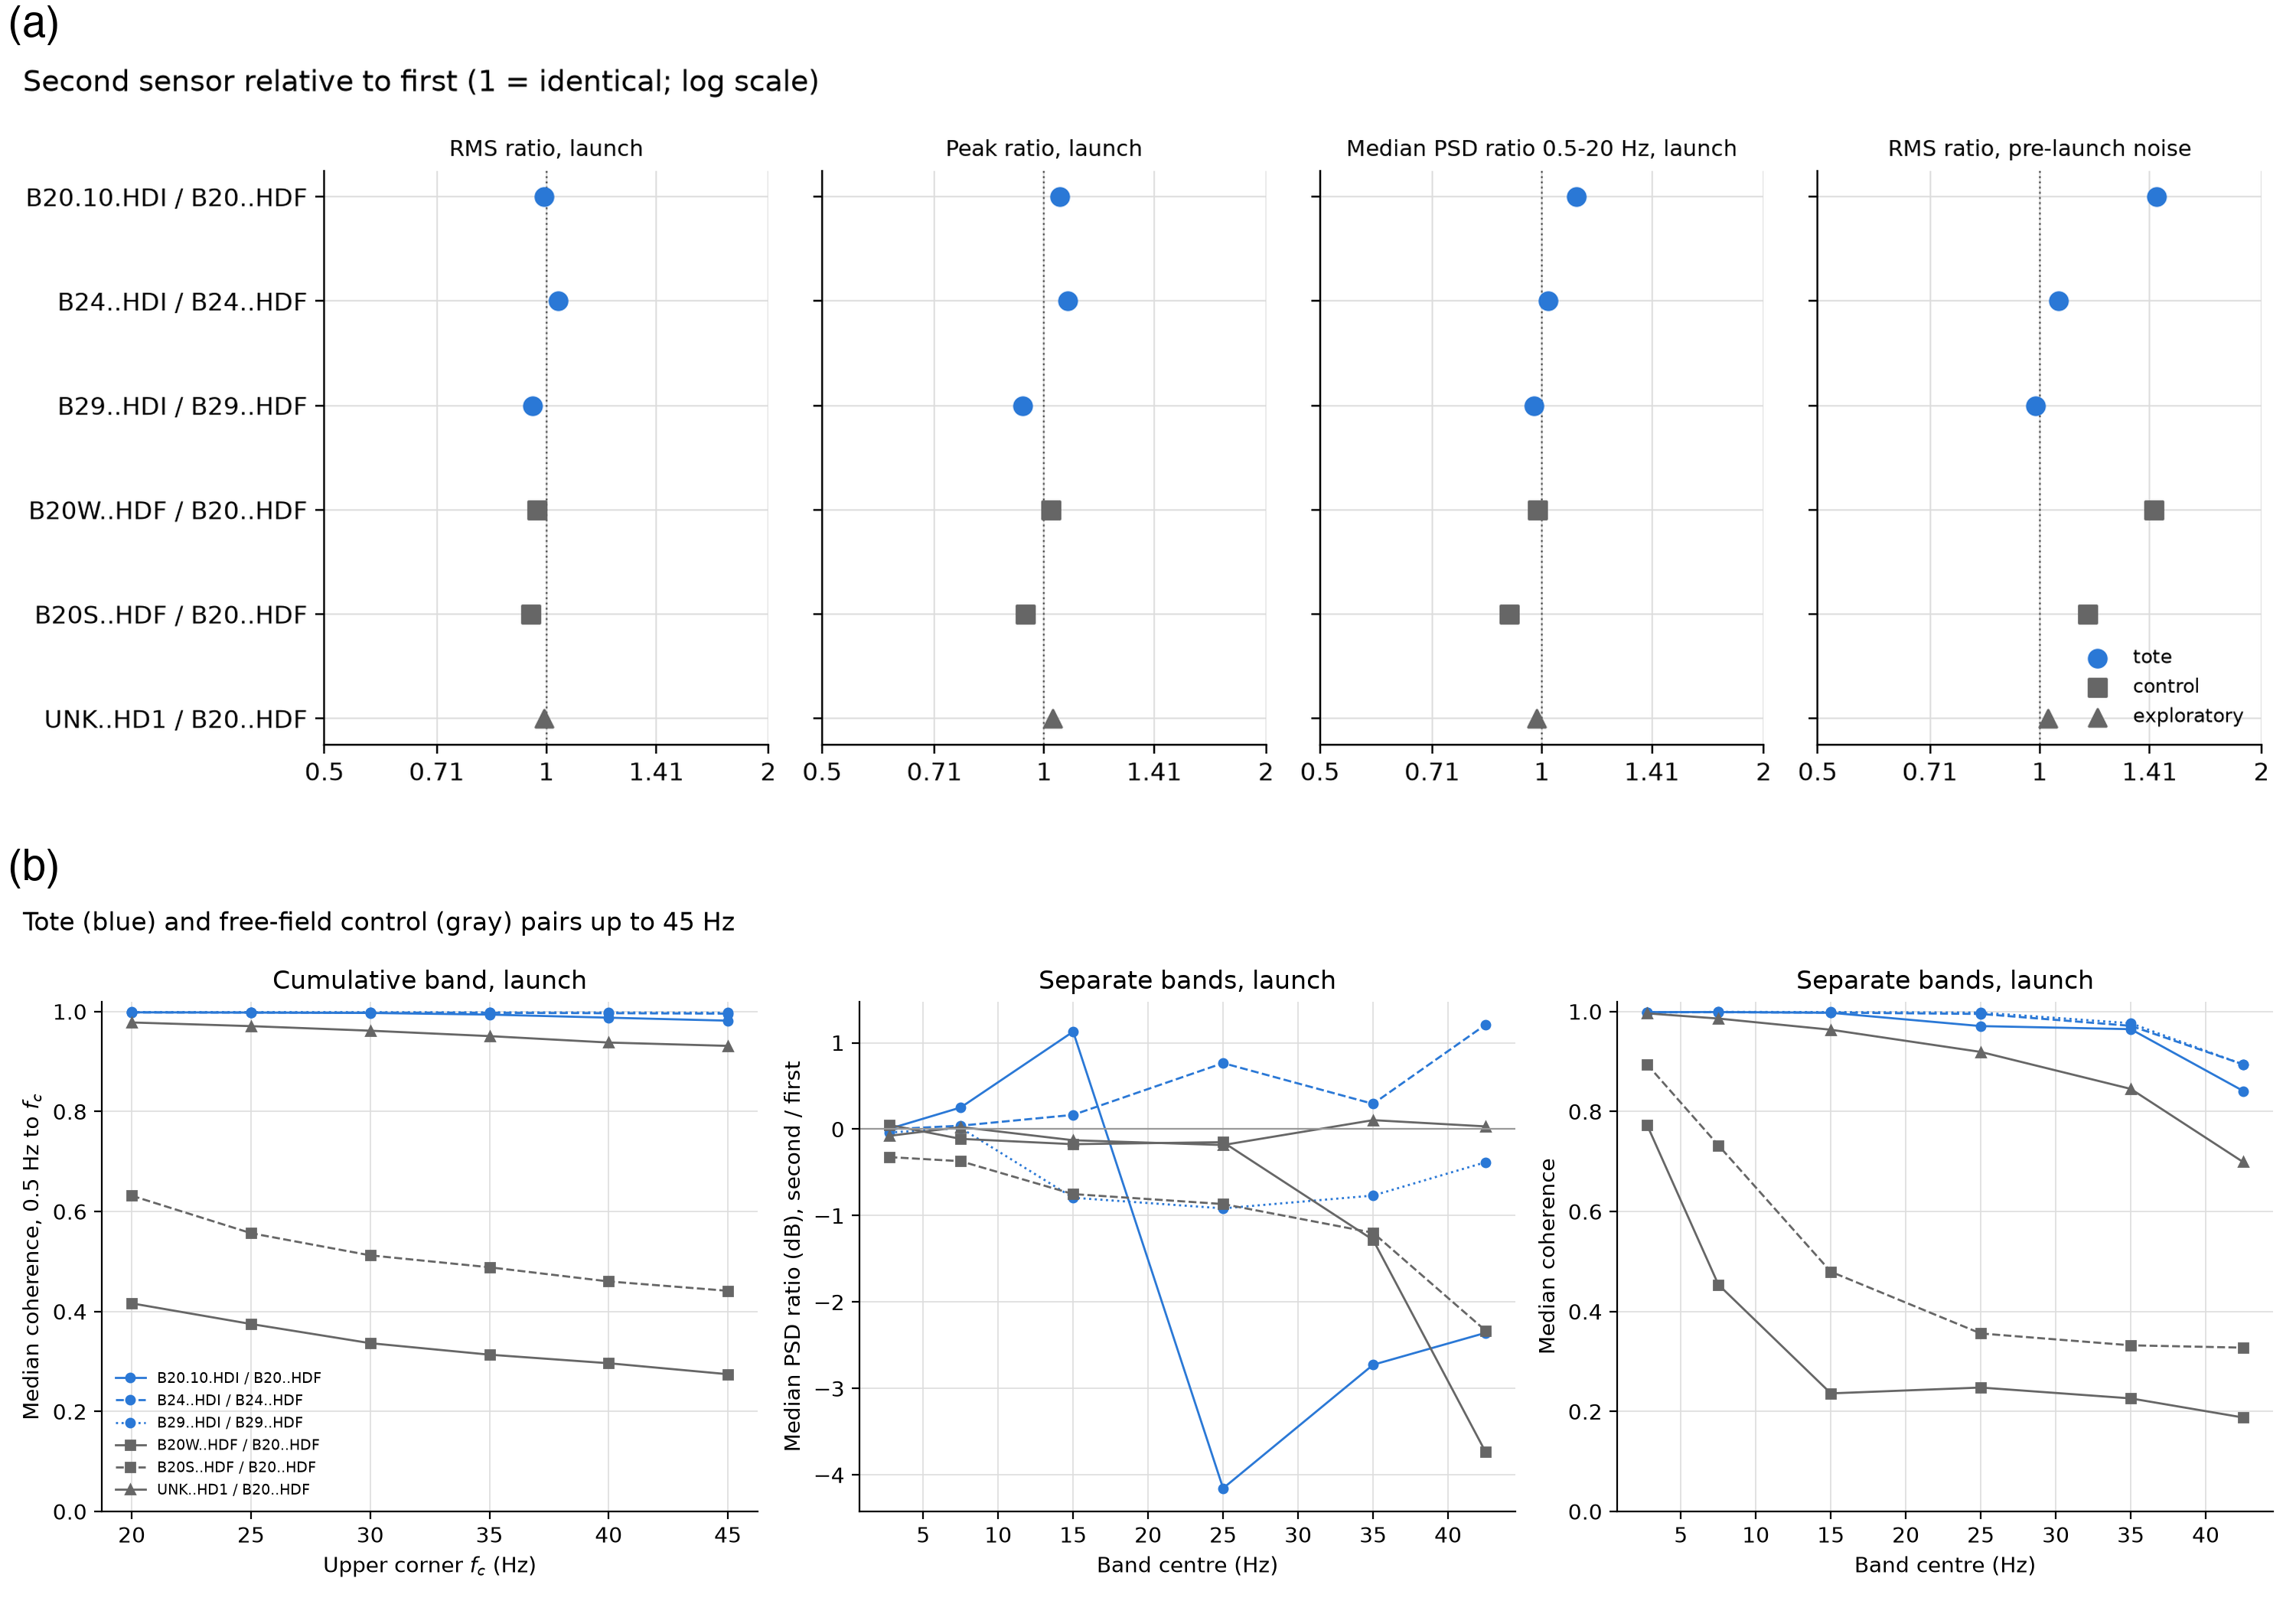 (a)
Second sensor relative to first (1 = identical; log scale)
RMS ratio, launch
Peak ratio, launch
Median PSD ratio 0.5-20 Hz, launch
RMS ratio, pre-launch noise
B20.10.HDI / B20..HDF
B24..HDI / B24..HDF
B29..HDI / B29..HDF
B20W..HDF / B20..HDF
B20S..HDF / B20..HDF
UNK..HD1 / B20..HDF
tote
control
exploratory
0.5 0.71 1 1.41 2
0.5 0.71 1 1.41 2
0.5 0.71 1 1.41 2
0.5 0.71 1 1.41 2
(b)
Tote (blue) and free-field control (gray) pairs up to 45 Hz
Cumulative band, launch
Median coherence, 0.5 Hz to fc
1.0
0.8
0.6
0.4
0.2
0.0
B20.10.HDI / B20..HDF
B24..HDI / B24..HDF
B29..HDI / B29..HDF
B20W..HDF / B20..HDF
B20S..HDF / B20..HDF
UNK..HD1 / B20..HDF
20 25 30 35 40 45
Upper corner fc (Hz)
Separate bands, launch
Median PSD ratio (dB), second / first
1
0
−1
−2
−3
−4
5 10 15 20 25 30 35 40
Band centre (Hz)
Separate bands, launch
Median coherence
1.0
0.8
0.6
0.4
0.2
0.0
5 10 15 20 25 30 35 40
Band centre (Hz)